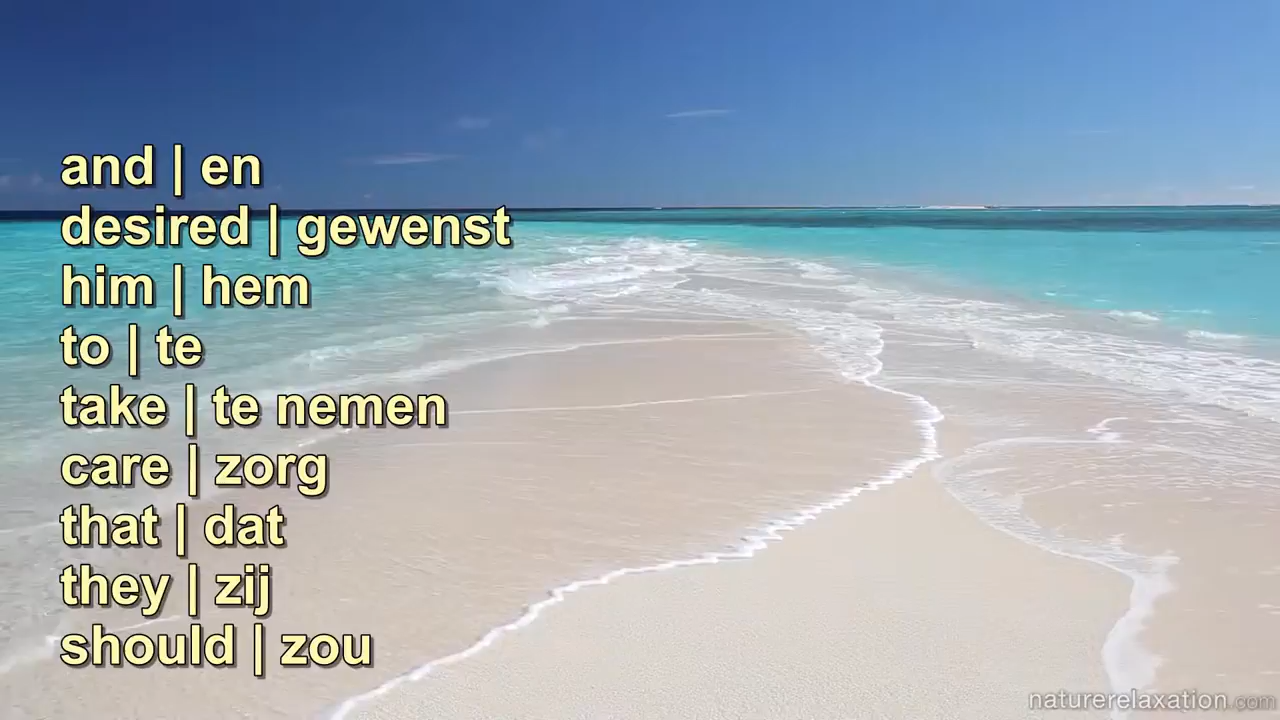 and | en
desired | gewenst
him | hem
to | te
take | te nemen
care | zorg
that | dat
they | zij
should | zou
naturerelaxation.com